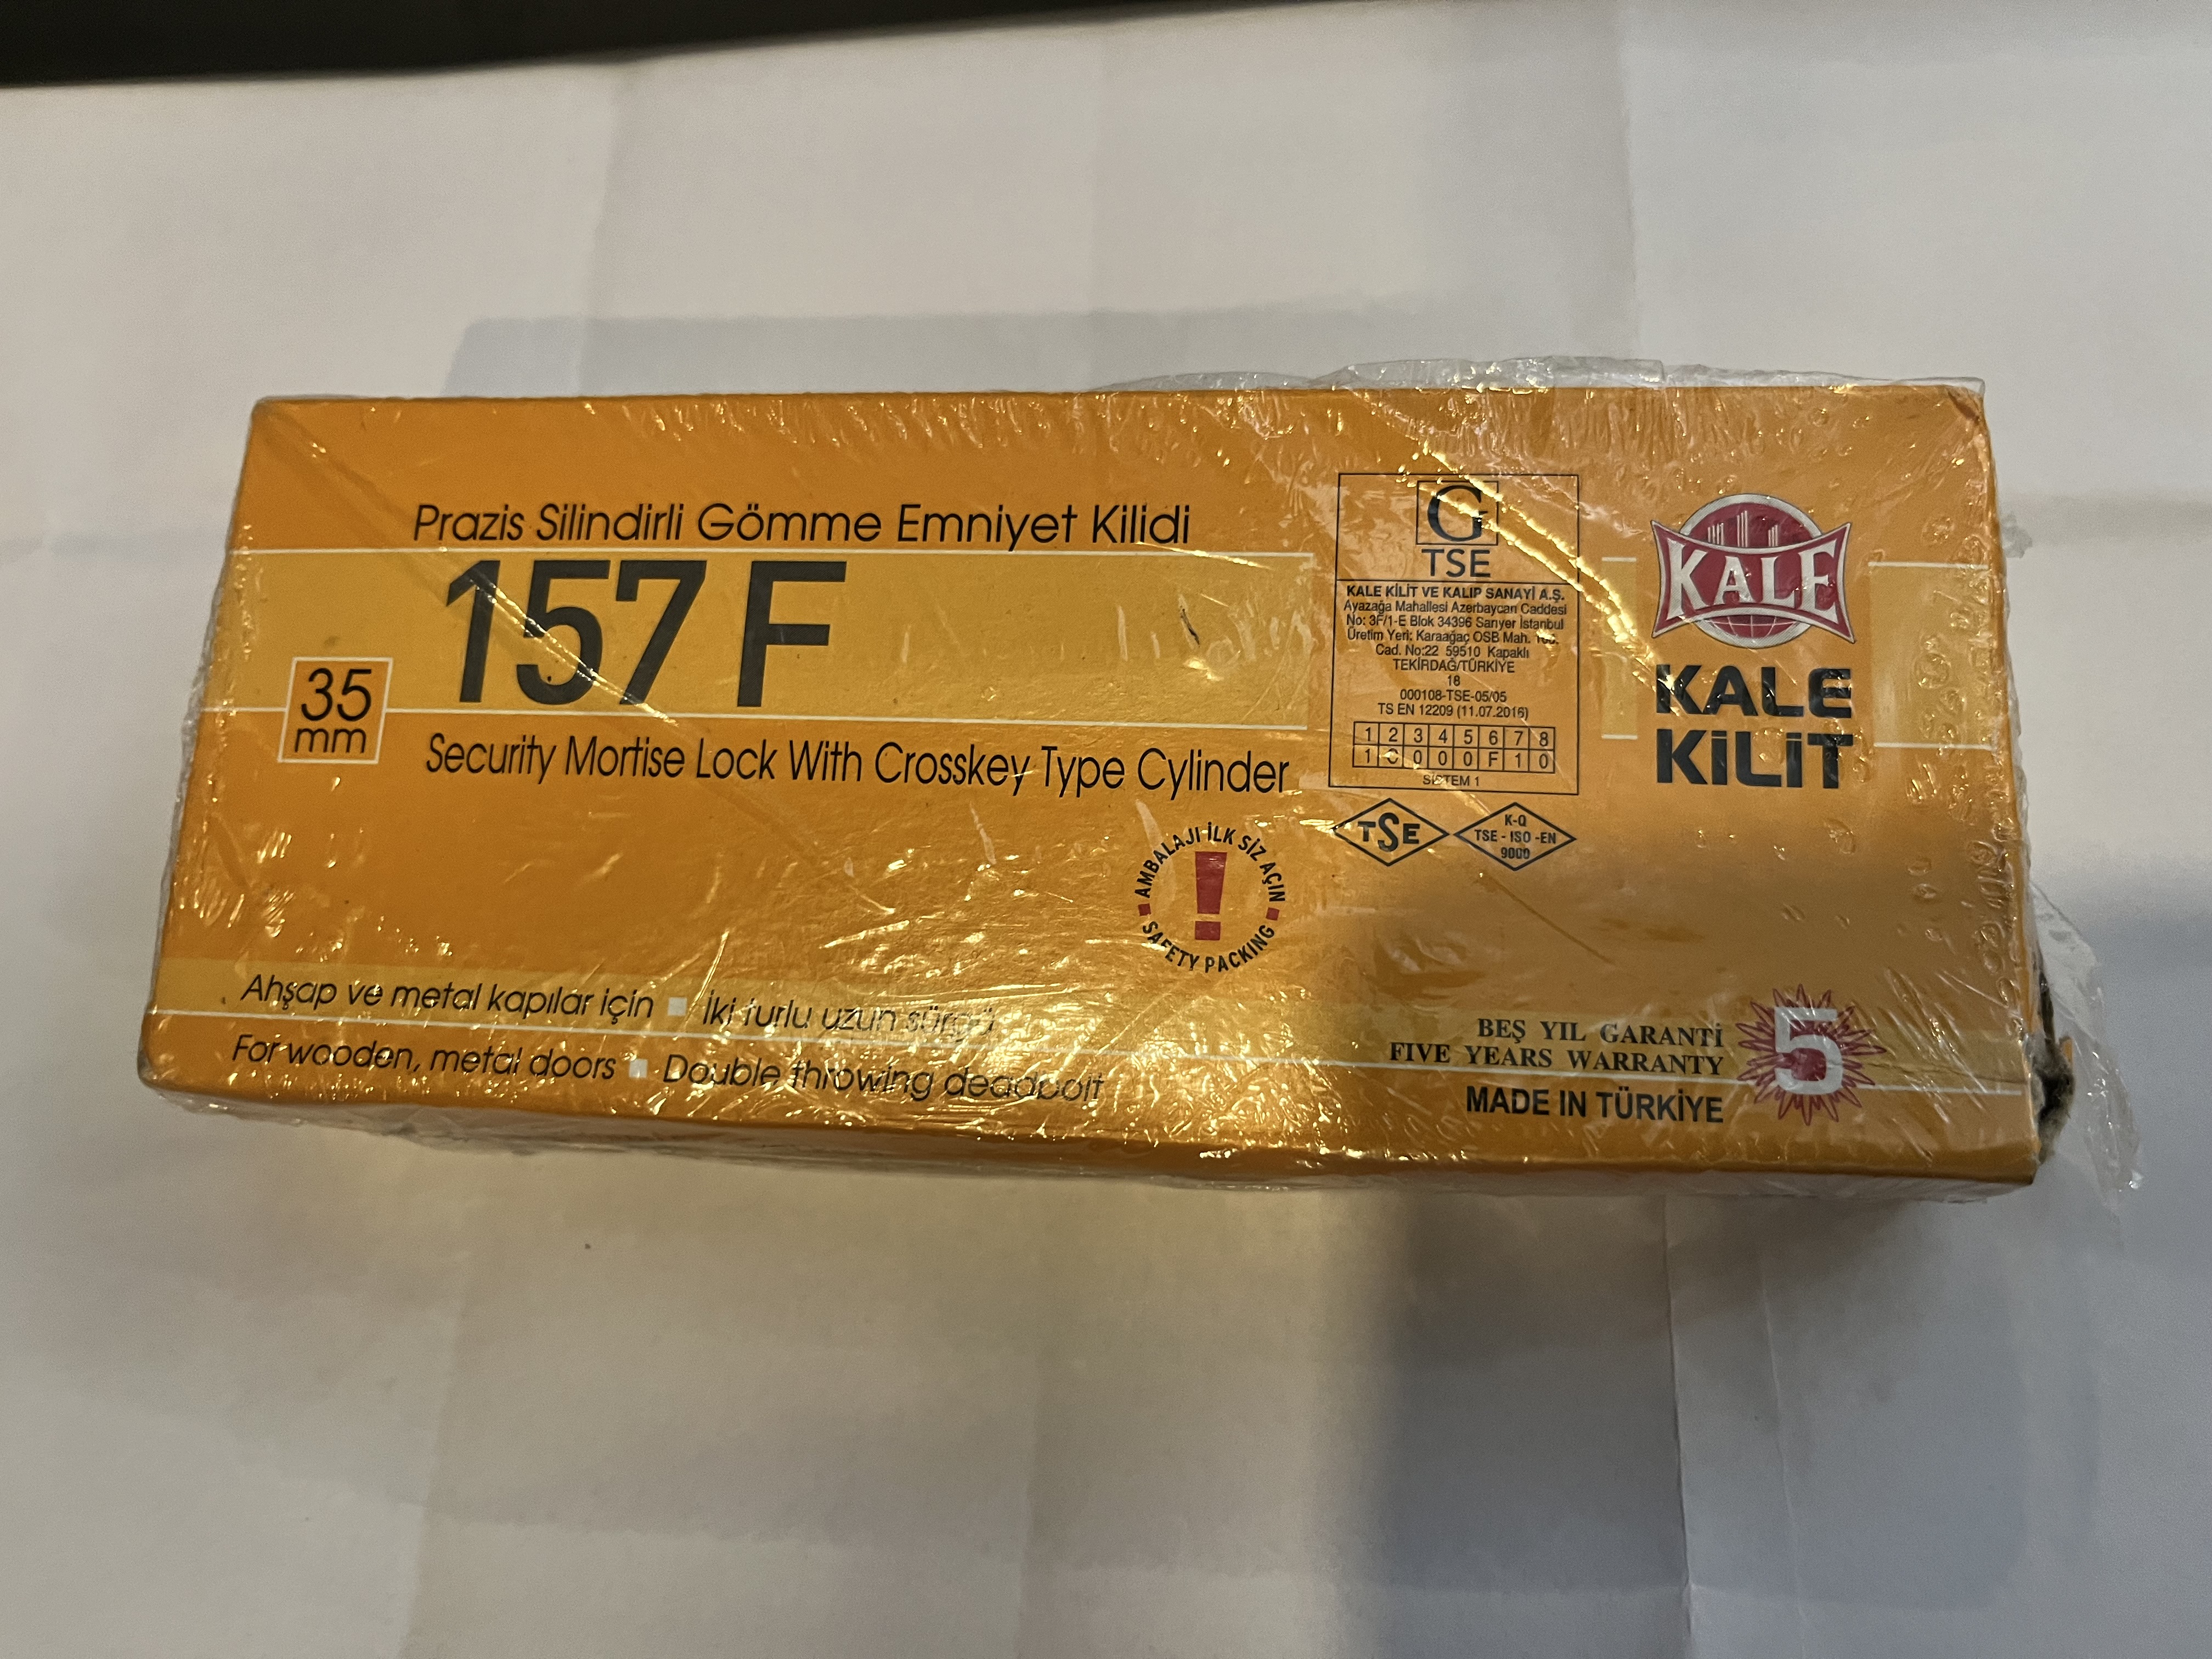 Prazis Silindirli Gömme Emniyet Kilidi
157 F
35
mm
Security Mortise Lock With Crosskey Type Cylinder
G
TSE
KALE KİLİT VE KALIP SANAYİ A.Ş.
Ayazağa Mahallesi Azerbaycan Caddesi
No: 3F/1-E Blok 34396 Sarıyer İstanbul
Üretim Yeri: Karaağaç OSB Mah.
Cad. No:22 59510 Kapaklı
TEKİRDAĞ/TÜRKİYE
18
000108-TSE-05/05
TS EN 12209 (11.07.2016)
1 2 3 4 5 6 7 8
1 C 0 0 0 F 1 0
SİSTEM 1
TSE
K-Q
TSE - ISO -EN
9000
KALE
KALE
KİLİT
AMBALAJI İLK SİZ AÇIN
!
SAFETY PACKING
Ahşap ve metal kapılar için ▪ İki turlu uzun sürgü
For wooden, metal doors ▪ Double throwing deadbolt
BEŞ YIL GARANTİ
FIVE YEARS WARRANTY
5
MADE IN TÜRKİYE